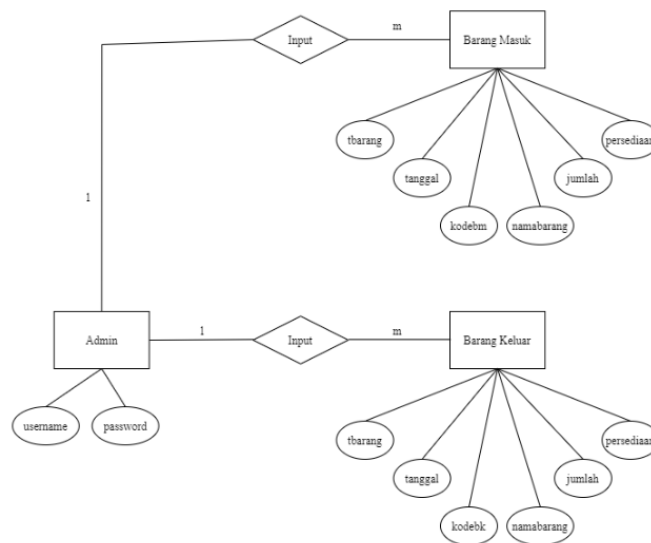 Input
m
Barang Masuk
tbarang
persediaan
tanggal
jumlah
kodebm
namabarang
1
Admin
1
Input
m
Barang Keluar
username
password
tbarang
persediaan
tanggal
jumlah
kodebk
namabarang